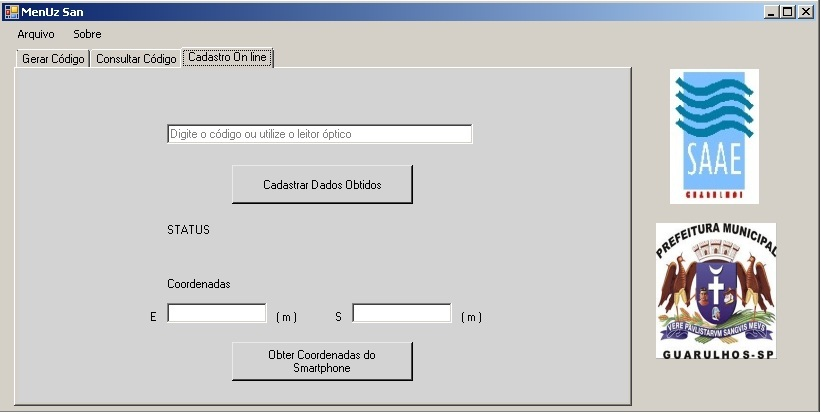 MenUz San
Arquivo Sobre
Gerar Código Consultar Código Cadastro On line
Digite o código ou utilize o leitor óptico
Cadastrar Dados Obtidos
STATUS
Coordenadas
E ( m ) S ( m )
Obter Coordenadas do
Smartphone
SAAE
GUARULHOS
PREFEITURA MUNICIPAL
VERE PAVLISTARVM SANGVIS MEVS
GUARULHOS-SP